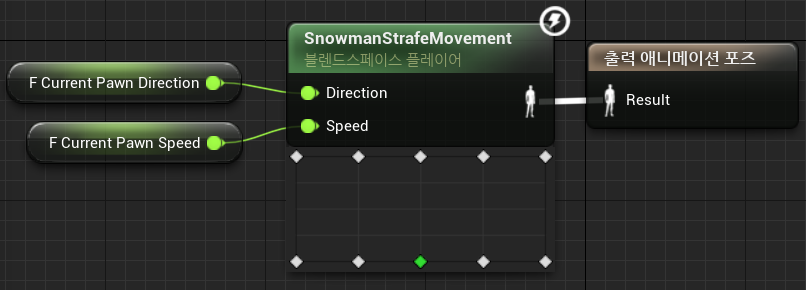 SnowmanStrafeMovement
블렌드스페이스 플레이어
출력 애니메이션 포즈
F Current Pawn Direction
Direction
Result
Speed
F Current Pawn Speed